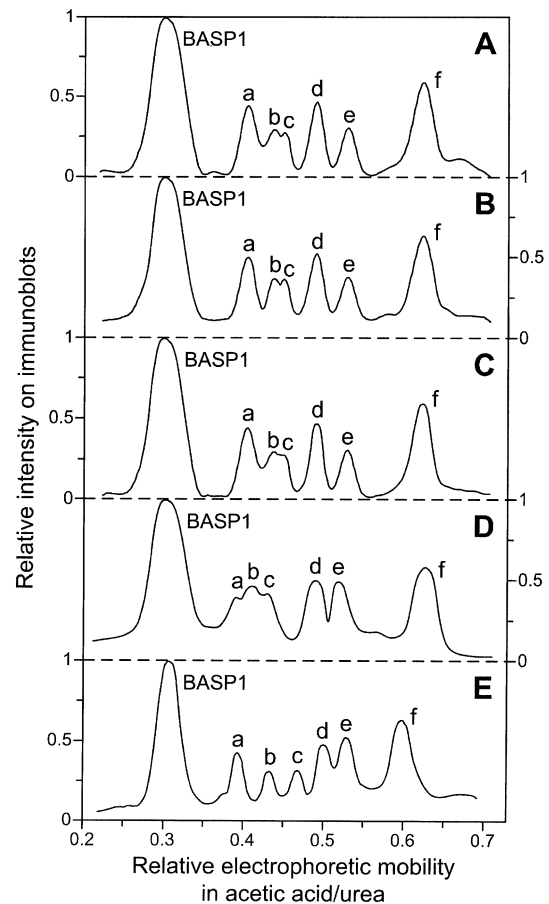 Relative intensity on immunoblots
1
BASP1
A
f
a
d
b c
e
0.5
0
1
BASP1
B
f
a
d
b c
e
0.5
0
1
BASP1
C
f
a
d
b c
e
0.5
0
1
BASP1
D
a
b
c
d
e
f
0.5
0
1
BASP1
E
a
b
c
d
e
f
0.5
0
0.2 0.3 0.4 0.5 0.6 0.7
Relative electrophoretic mobility
in acetic acid/urea